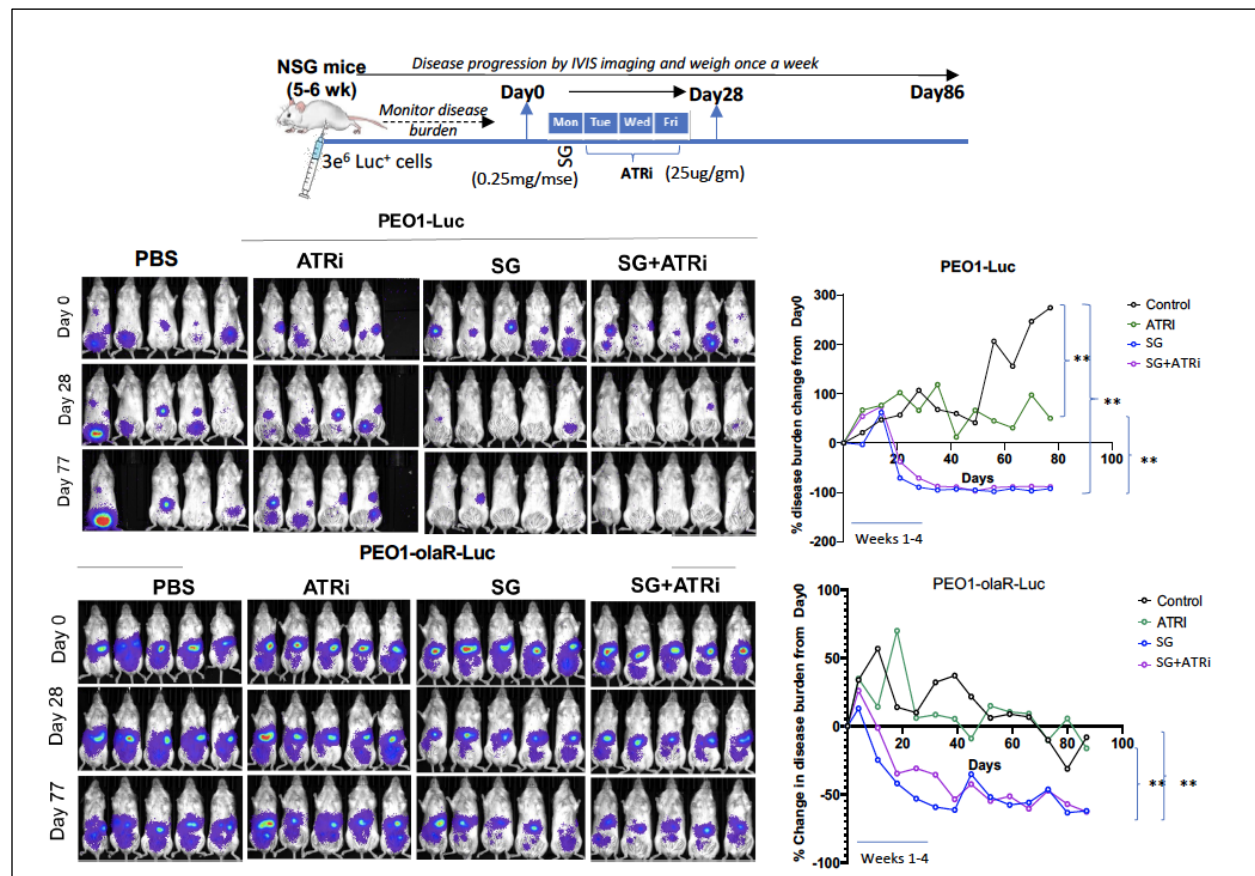 Disease progression by IVIS imaging and weigh once a week
NSG mice
(5-6 wk)
Monitor disease
burden
Day0
Day28
Day86
Mon Tue Wed Fri
3e⁶ Luc⁺ cells
SG
(0.25mg/mse)
ATRi
(25ug/gm)
PEO1-Luc
PBS ATRi SG SG+ATRi
Day 0
Day 28
Day 77
PEO1-Luc
% disease burden change from Day0
300
200
100
0
-100
-200
20 40 60 80 100
Days
Weeks 1-4
Control
ATRI
SG
SG+ATRi
**
**
**
PEO1-olaR-Luc
PBS ATRi SG SG+ATRi
Day 0
Day 28
Day 77
PEO1-olaR-Luc
% Change in disease burden from Day0
100
50
0
-50
-100
20 40 60 80 100
Days
Weeks 1-4
Control
ATRI
SG
SG+ATRi
**
**